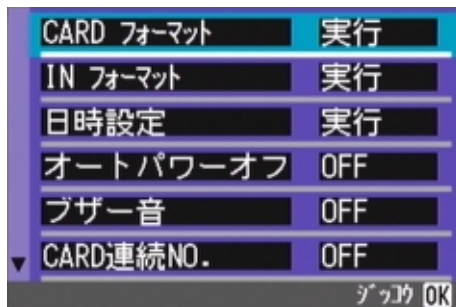 CARD フォーマット 実行
IN フォーマット 実行
日時設定 実行
オートパワーオフ OFF
ブザー音 OFF
CARD連続NO. OFF
ジッコウ OK